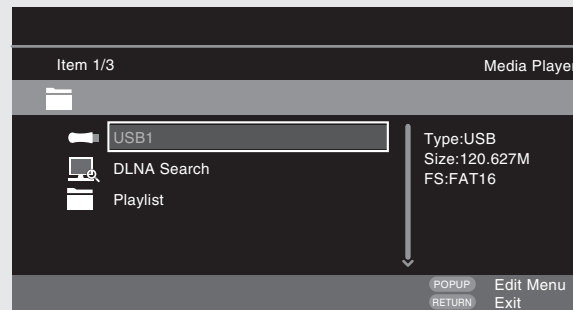 Item 1/3
Media Player
USB1
DLNA Search
Playlist
Type:USB
Size:120.627M
FS:FAT16
POPUP Edit Menu
RETURN Exit